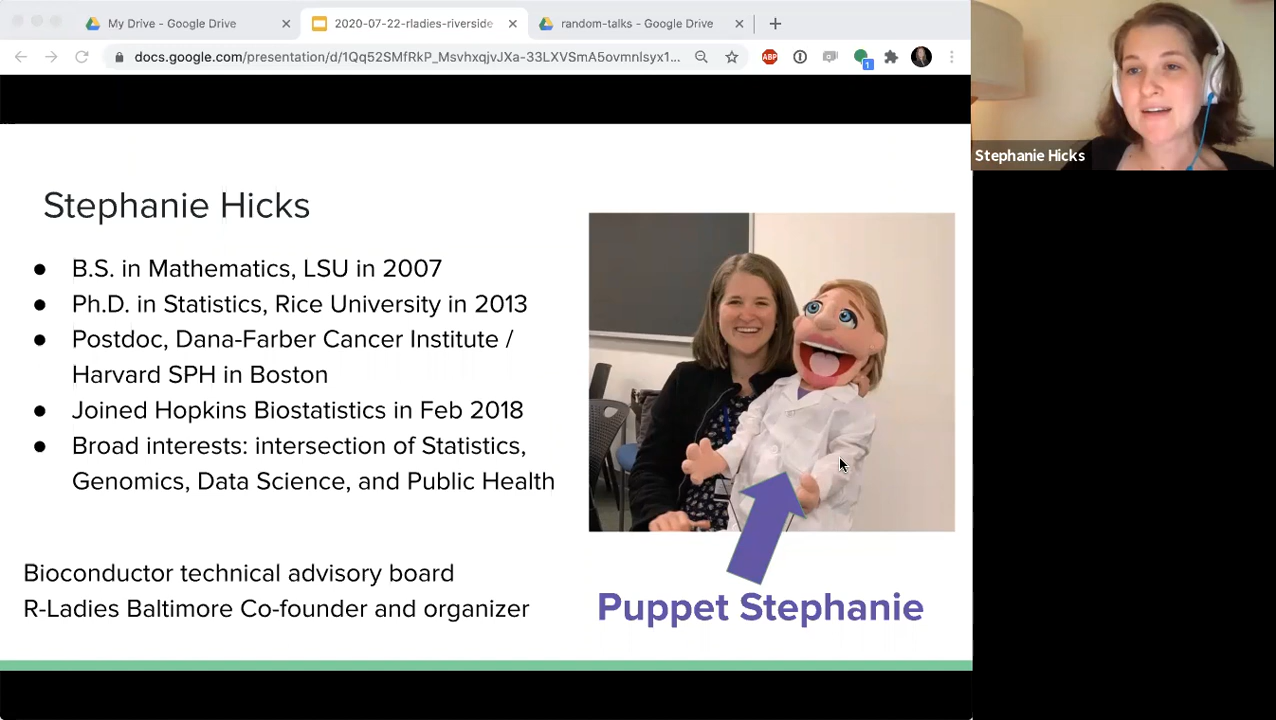 My Drive - Google Drive
2020-07-22-rladies-riverside
random-talks - Google Drive
docs.google.com/presentation/d/1Qq52SMfRkP_MsvhxqjvJXa-33LXVSmA5ovmnlsyx1...
ABP
1
Stephanie Hicks
Stephanie Hicks
● B.S. in Mathematics, LSU in 2007
● Ph.D. in Statistics, Rice University in 2013
● Postdoc, Dana-Farber Cancer Institute /
Harvard SPH in Boston
● Joined Hopkins Biostatistics in Feb 2018
● Broad interests: intersection of Statistics,
Genomics, Data Science, and Public Health
Bioconductor technical advisory board
R-Ladies Baltimore Co-founder and organizer
Puppet Stephanie